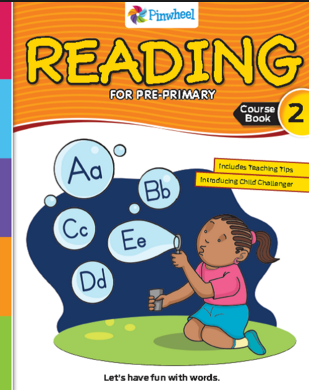 Pinwheel
READING
FOR PRE-PRIMARY
Course
Book
2
Includes Teaching Tips
Introducing Child Challenger
Aa
Bb
Cc
Ee
Dd
Let's have fun with words.